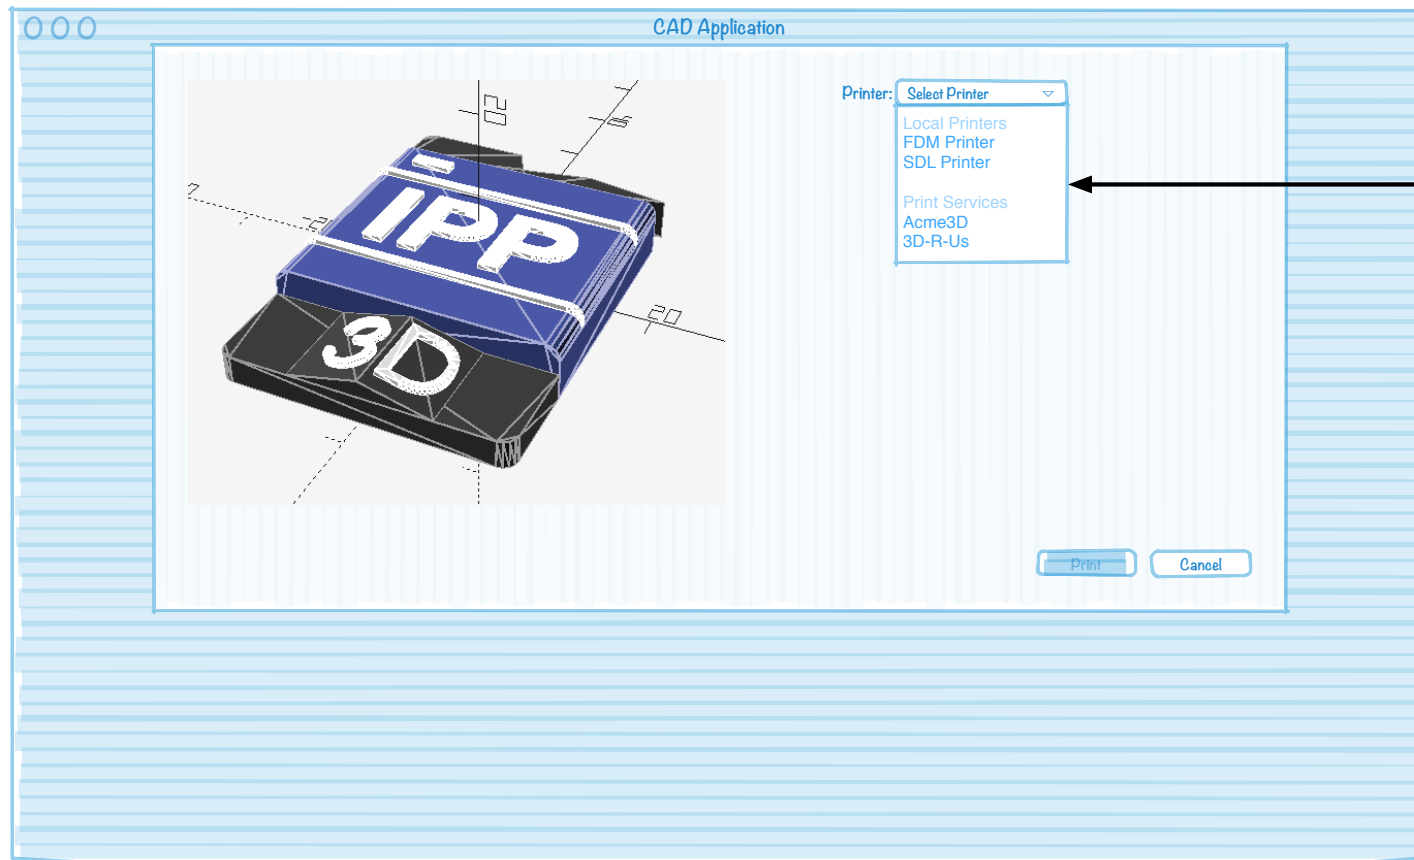 CAD Application
Printer: Select Printer
Local Printers
FDM Printer
SDL Printer
Print Services
Acme3D
3D-R-Us
20
20
IPP
3D
Print
Cancel